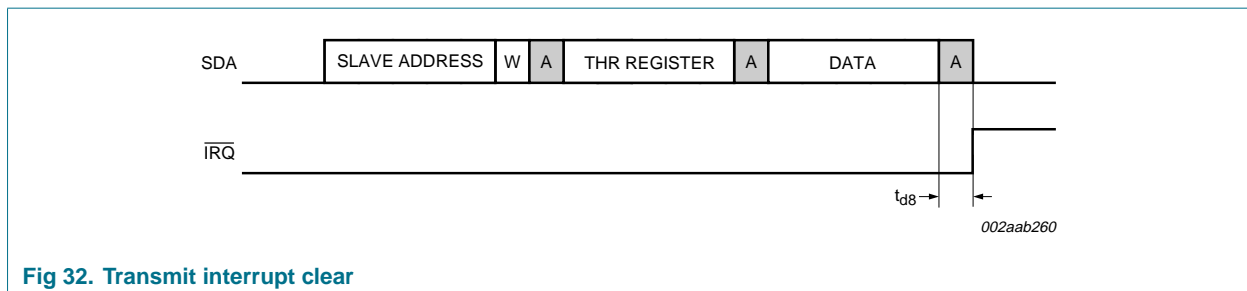 SDA SLAVE ADDRESS W A THR REGISTER A DATA A
IRQ
td8
002aab260
Fig 32. Transmit interrupt clear